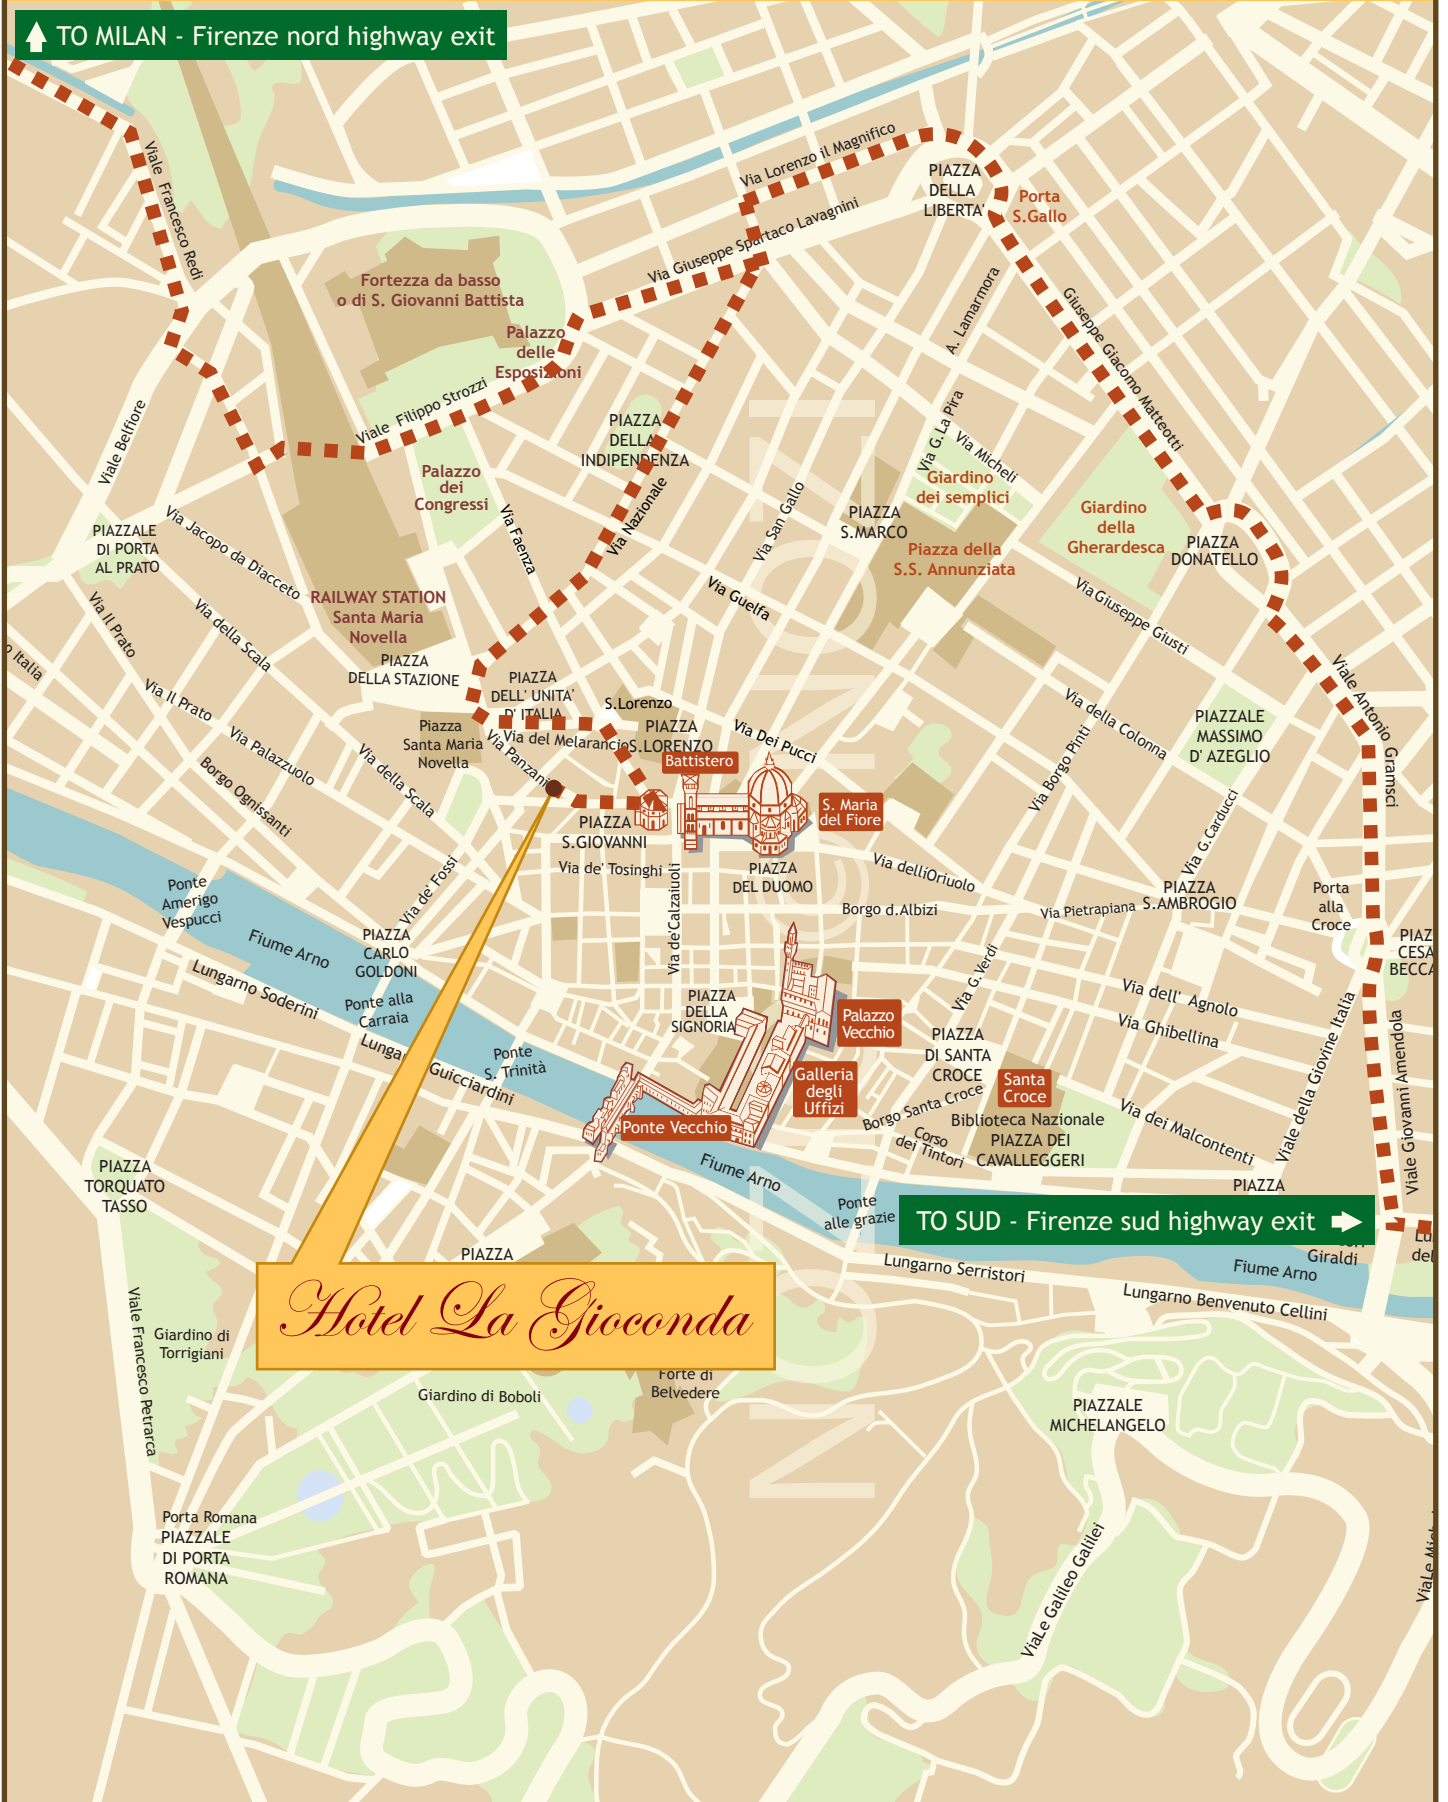 TO MILAN - Firenze nord highway exit
Viale Francesco Redi
Via Lorenzo il Magnifico
PIAZZA
DELLA
LIBERTA'
Porta
S.Gallo
Via Giuseppe Spartaco Lavagnini
Fortezza da basso
o di S. Giovanni Battista
Palazzo
delle
Esposizioni
A. Lamarmora
Giuseppe Giacomo Matteotti
Viale Filippo Strozzi
Viale Belfiore
PIAZZA
DELLA
INDIPENDENZA
Via G. La Pira
Via Micheli
Palazzo
dei
Congressi
Giardino
dei semplici
Via Faenza
Via Nazionale
Via San Gallo
PIAZZA
S.MARCO
Giardino
della
Gherardesca
PIAZZALE
DI PORTA
AL PRATO
Via Jacopo da Diacceto
Piazza della
S.S. Annunziata
PIAZZA
DONATELLO
RAILWAY STATION
Santa Maria
Novella
Via Guelfa
Via Giuseppe Giusti
Via Il Prato
Via della Scala
o Italia
PIAZZA
DELLA STAZIONE
PIAZZA
DELL' UNITA'
D' ITALIA
S.Lorenzo
Viale Antonio Gramsci
Via Il Prato
Via Palazzuolo
Piazza
Santa Maria
Novella
Via Panzani
Via del Melarancio
PIAZZA
S.LORENZO
Via Dei Pucci
Via della Colonna
Via Borgo Pinti
PIAZZALE
MASSIMO
D' AZEGLIO
Borgo Ognissanti
Via della Scala
Battistero
S. Maria
del Fiore
PIAZZA
S.GIOVANNI
Via G.Carducci
Via de' Tosinghi
Via de'Calzaiuoli
PIAZZA
DEL DUOMO
Via delliOriuolo
Ponte
Amerigo
Vespucci
Via de' Fossi
Borgo d.Albizi
Via Pietrapiana
PIAZZA
S.AMBROGIO
Porta
alla
Croce
Fiume Arno
PIAZZA
CARLO
GOLDONI
PIAZ
CESA
BECCA
Lungarno Soderini
Ponte alla
Carraia
PIAZZA
DELLA
SIGNORIA
Via G.Verdi
Via dell' Agnolo
Palazzo
Vecchio
PIAZZA
DI SANTA
CROCE
Via Ghibellina
Viale della Giovine Italia
Viale Giovanni Amendola
Lunga
Guicciardini
Ponte
S. Trinità
Galleria
degli
Uffizi
Santa
Croce
Borgo Santa Croce
Ponte Vecchio
Biblioteca Nazionale
PIAZZA DEI
CAVALLEGGERI
Corso
dei Tintori
Via dei Malcontenti
PIAZZA
TORQUATO
TASSO
Fiume Arno
Ponte
alle grazie
PIAZZA
TO SUD - Firenze sud highway exit
Giraldi
Lu
del
PIAZZA
Lungarno Serristori
Fiume Arno
Lungarno Benvenuto Cellini
Hotel La Gioconda
Viale Francesco Petrarca
Giardino di
Torrigiani
Giardino di Boboli
Forte di
Belvedere
PIAZZALE
MICHELANGELO
Porta Romana
PIAZZALE
DI PORTA
ROMANA
ViaLe Galileo Galilei